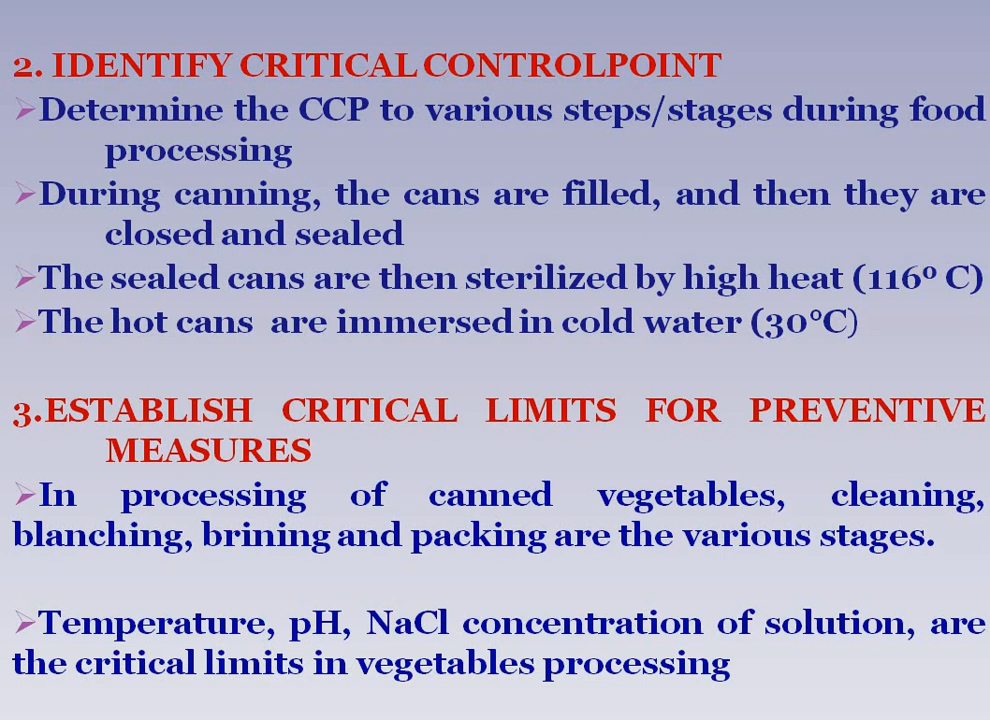 2. IDENTIFY CRITICAL CONTROLPOINT
➢Determine the CCP to various steps/stages during food
processing
➢During canning, the cans are filled, and then they are
closed and sealed
➢The sealed cans are then sterilized by high heat (116º C)
➢The hot cans are immersed in cold water (30°C)
3.ESTABLISH CRITICAL LIMITS FOR PREVENTIVE
MEASURES
➢In processing of canned vegetables, cleaning,
blanching, brining and packing are the various stages.
➢Temperature, pH, NaCl concentration of solution, are
the critical limits in vegetables processing